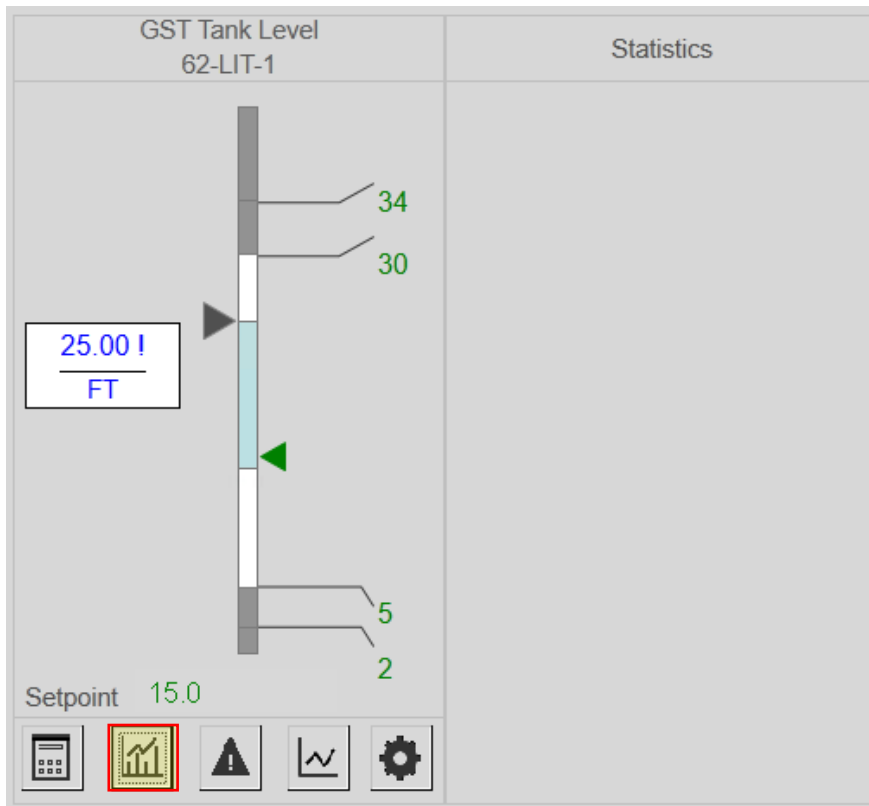 GST Tank Level
62-LIT-1
Statistics
34
30
25.00 !
FT
5
2
Setpoint 15.0